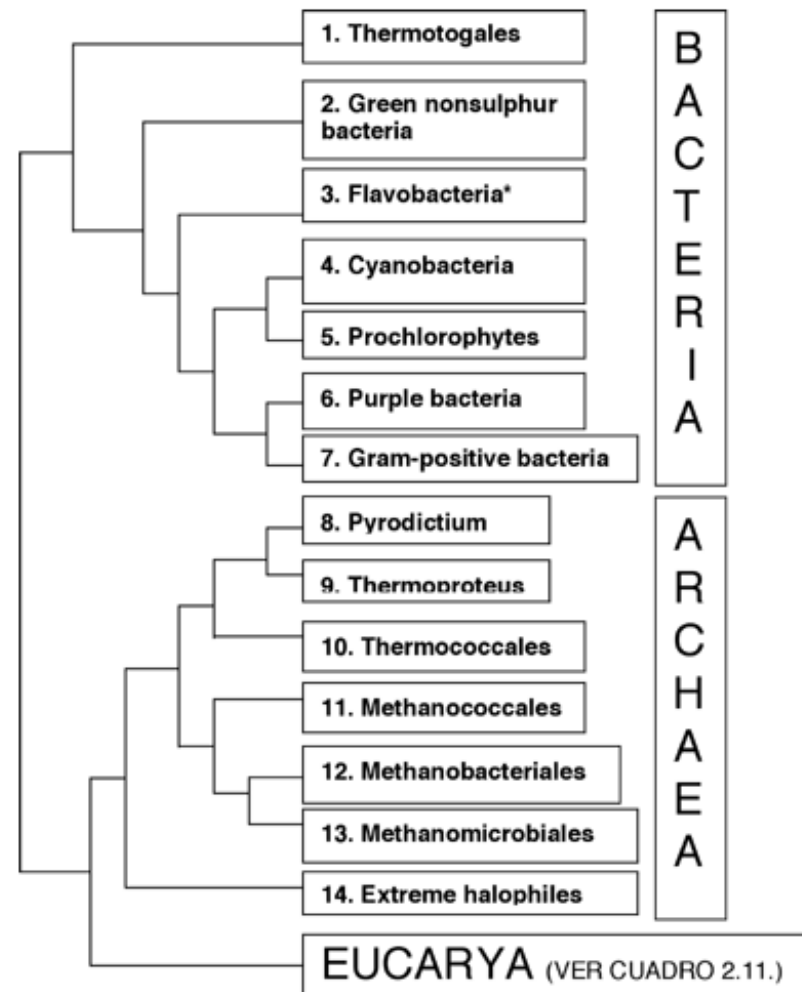 1. Thermotogales
2. Green nonsulphur
bacteria
3. Flavobacteria*
4. Cyanobacteria
5. Prochlorophytes
6. Purple bacteria
7. Gram-positive bacteria
BACTERIA
8. Pyrodictium
9. Thermoproteus
10. Thermococcales
11. Methanococcales
12. Methanobacteriales
13. Methanomicrobiales
14. Extreme halophiles
ARCHAEA
EUCARYA (VER CUADRO 2.11.)